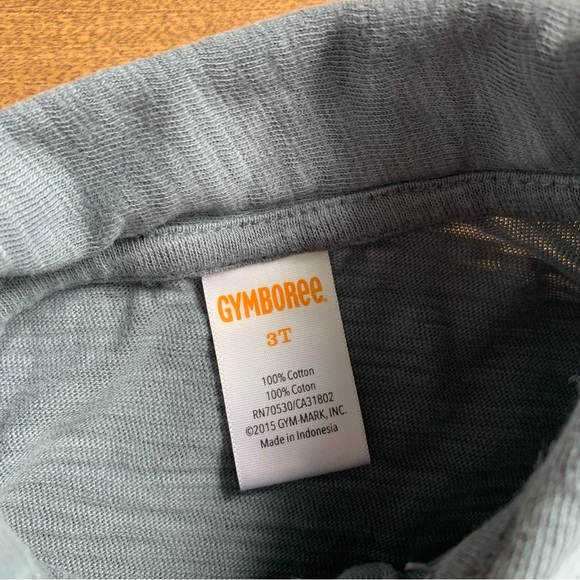 GYMBOREE.
3T
100% Cotton
100% Coton
RN70530/CA31802
©2015 GYM-MARK, INC.
Made in Indonesia